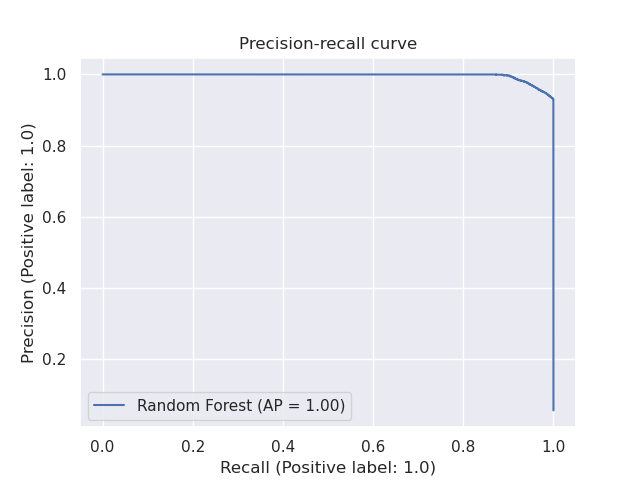 Precision-recall curve
Precision (Positive label: 1.0)
1.0
0.8
0.6
0.4
0.2
Random Forest (AP = 1.00)
0.0 0.2 0.4 0.6 0.8 1.0
Recall (Positive label: 1.0)